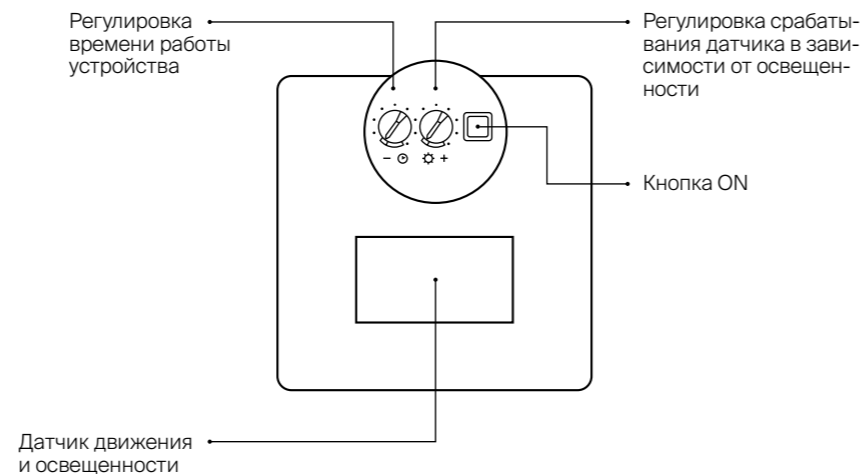 Регулировка
времени работы
устройства
Регулировка срабаты-
вания датчика в зави-
симости от освещен-
ности
Кнопка ON
Датчик движения
и освещенности